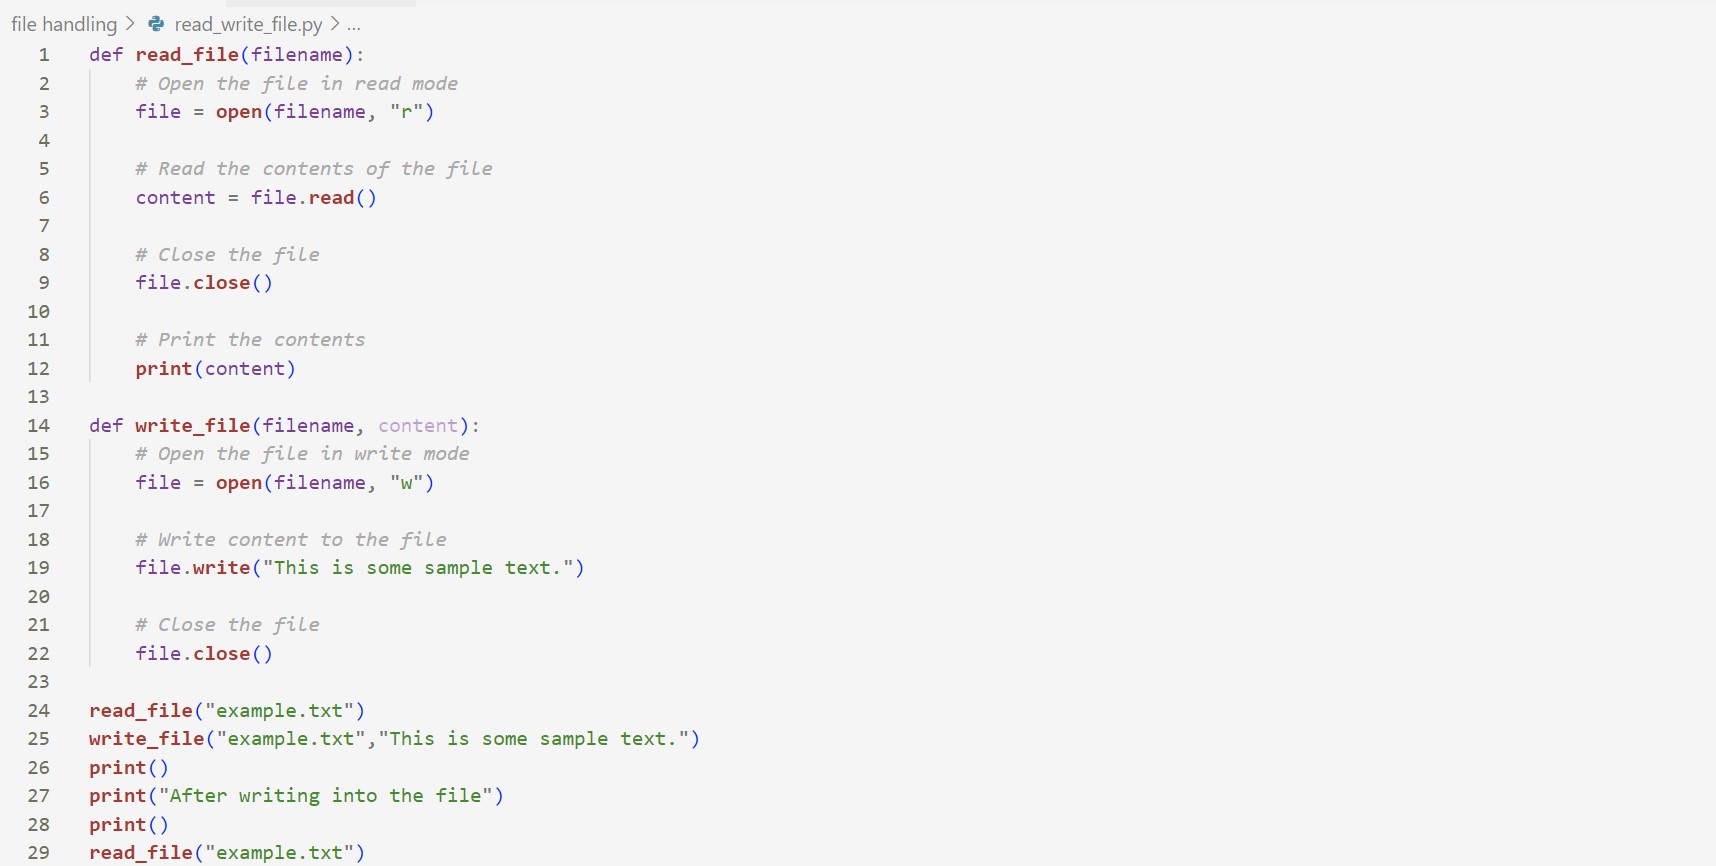 file handling > read_write_file.py > ...
1 def read_file(filename):
2     # Open the file in read mode
3     file = open(filename, "r")
4
5     # Read the contents of the file
6     content = file.read()
7
8     # Close the file
9     file.close()
10
11     # Print the contents
12     print(content)
13
14 def write_file(filename, content):
15     # Open the file in write mode
16     file = open(filename, "w")
17
18     # Write content to the file
19     file.write("This is some sample text.")
20
21     # Close the file
22     file.close()
23
24 read_file("example.txt")
25 write_file("example.txt","This is some sample text.")
26 print()
27 print("After writing into the file")
28 print()
29 read_file("example.txt")